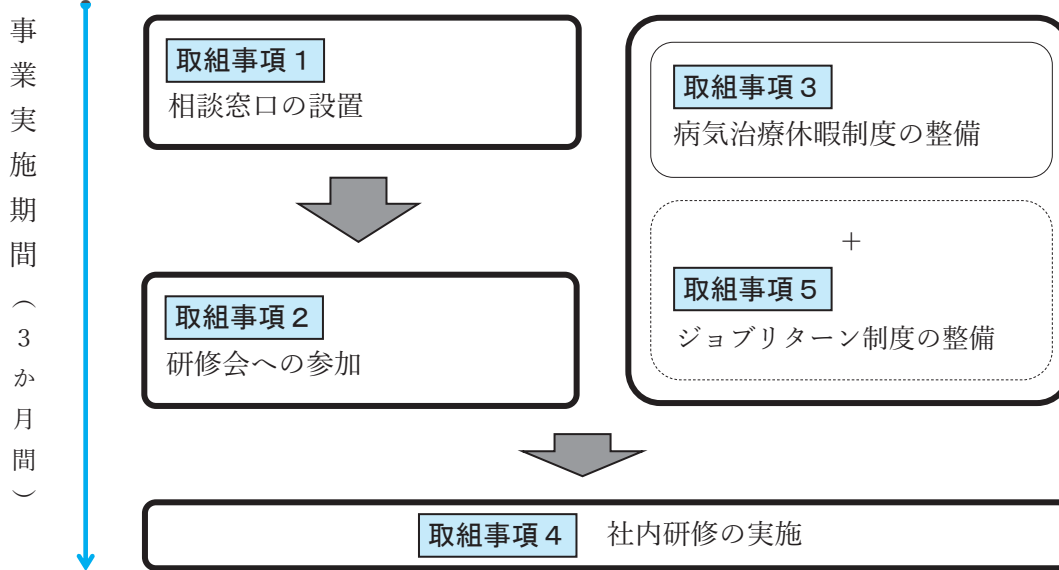 事業実施期間（3か月間）
取組事項１
相談窓口の設置
取組事項２
研修会への参加
取組事項３
病気治療休暇制度の整備
＋
取組事項５
ジョブリターン制度の整備
取組事項４ 社内研修の実施